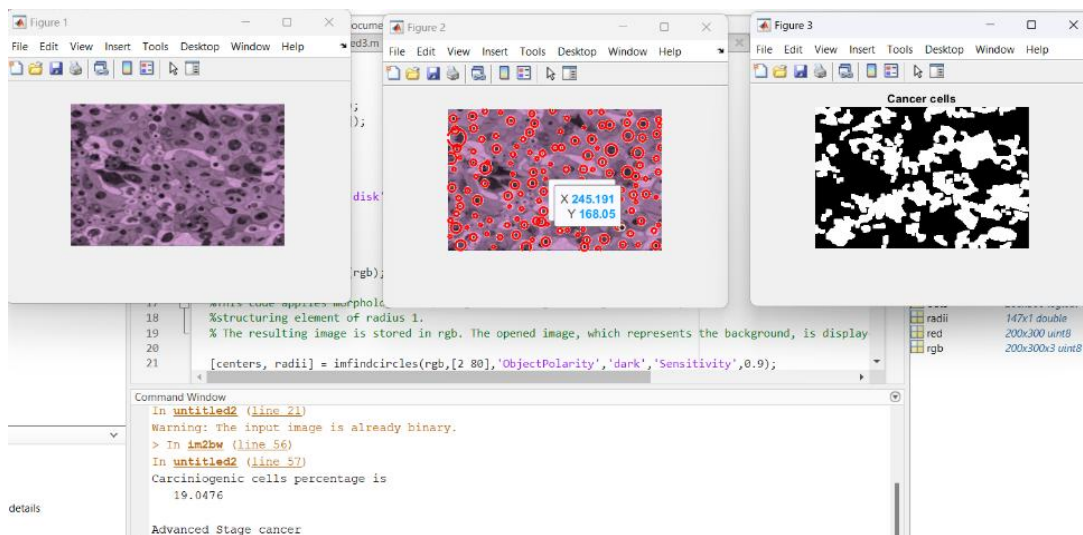 Figure 1
File Edit View Insert Tools Desktop Window Help
Figure 2
File Edit View Insert Tools Desktop Window Help
X 245.191
Y 168.05
Figure 3
File Edit View Insert Tools Desktop Window Help
Cancer cells
ocume
ed3.m
);
]);
disk'
(rgb);
18 %structuring element of radius 1.
19 % The resulting image is stored in rgb. The opened image, which represents the background, is display
20
21 [centers, radii] = imfindcircles(rgb,[2 80],'ObjectPolarity','dark','Sensitivity',0.9);
radii 147x1 double
red 200x300 uint8
rgb 200x300x3 uint8
Command Window
In untitled2 (line 21)
Warning: The input image is already binary.
> In im2bw (line 56)
In untitled2 (line 57)
Carciniogenic cells percentage is
19.0476
Advanced Stage cancer
details